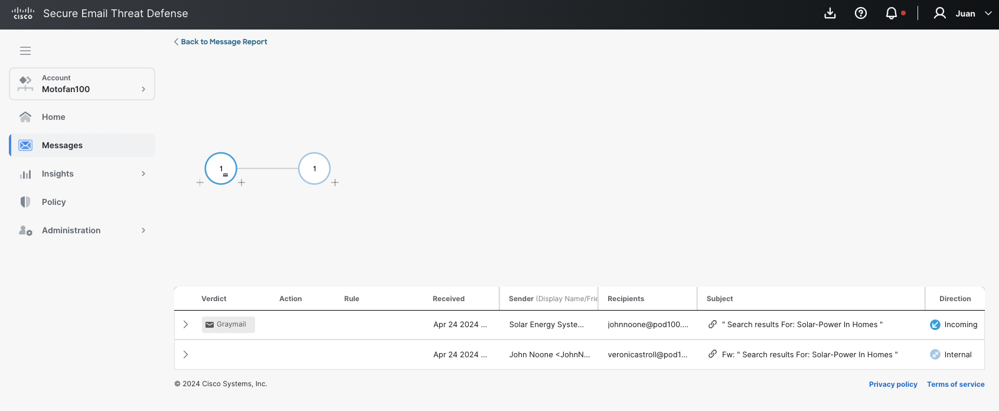 CISCO Secure Email Threat Defense Juan
Back to Message Report
Account
Motofan100
Home
Messages
Insights
Policy
Administration
1 1
Verdict Action Rule Received Sender (Display Name/Frie Recipients Subject Direction
Graymail Apr 24 2024 ... Solar Energy Syste... johnnoone@pod100.... " Search results For: Solar-Power In Homes " Incoming
Apr 24 2024 ... John Noone <JohnN... veronicastroll@pod1... Fw: " Search results For: Solar-Power In Homes " Internal
© 2024 Cisco Systems, Inc. Privacy policy Terms of service